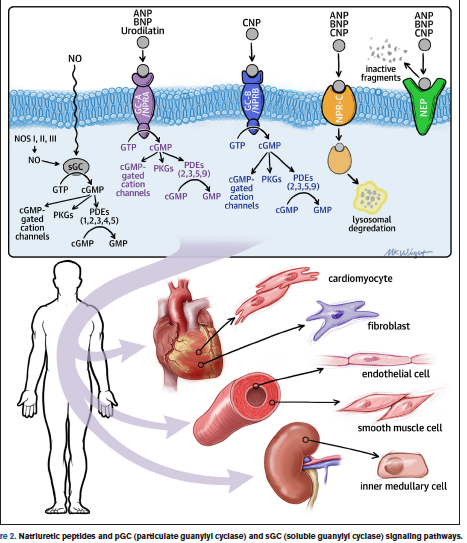 ANP
BNP
Urodilatin
CNP
ANP
BNP
CNP
ANP
BNP
CNP
NO
inactive
fragments
GC-A
/NPRA
GC-B
/NPRB
NPR-C
NEP
NOS I, II, III
NO
sGC
GTP
cGMP
cGMP-
gated
cation
channels
PKGs
PDEs
(1,2,3,4,5)
cGMP
GMP
GTP
cGMP
cGMP-
gated
cation
channels
PKGs
PDEs
(2,3,5,9)
cGMP
GMP
GTP
cGMP
cGMP-
gated
cation
channels
PKGs
PDEs
(2,3,5,9)
cGMP
GMP
lysosomal
degradation
cardiomyocyte
fibroblast
endothelial cell
smooth muscle cell
inner medullary cell
re 2. Natriuretic peptides and pGC (particulate guanylyl cyclase) and sGC (soluble guanylyl cyclase) signaling pathways.